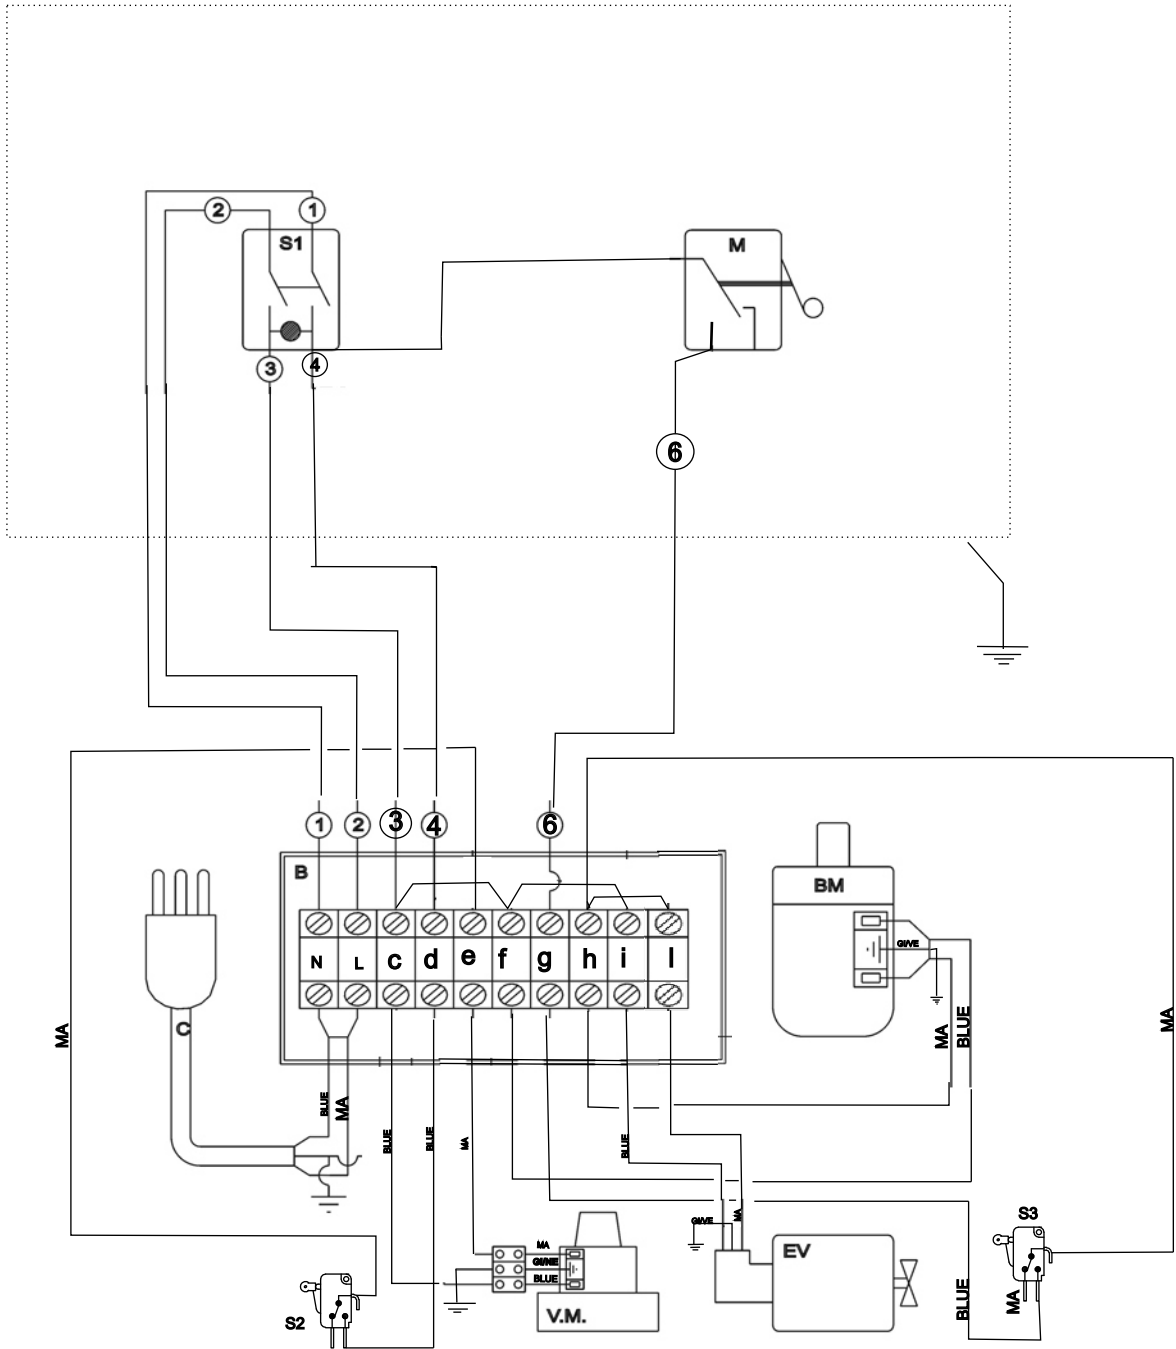 2 1
S1 M
3 4
6
1 2 3 4 6
B
BM
N L c d e f g h i l
GI/VE
C
MA
MA BLUE
MA
BLUE MA
BLUE BLUE MA BLUE
GI/VE MA
S3
MA
GI/NE
BLUE
EV
S2
V.M.
BLUE MA